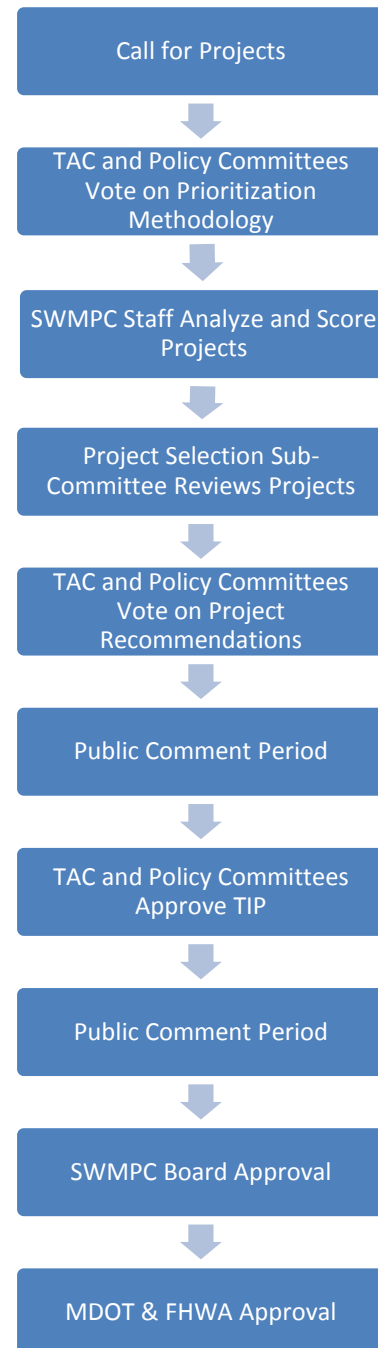 Call for Projects
TAC and Policy Committees
Vote on Prioritization
Methodology
SWMPC Staff Analyze and Score
Projects
Project Selection Sub-
Committee Reviews Projects
TAC and Policy Committees
Vote on Project
Recommendations
Public Comment Period
TAC and Policy Committees
Approve TIP
Public Comment Period
SWMPC Board Approval
MDOT & FHWA Approval